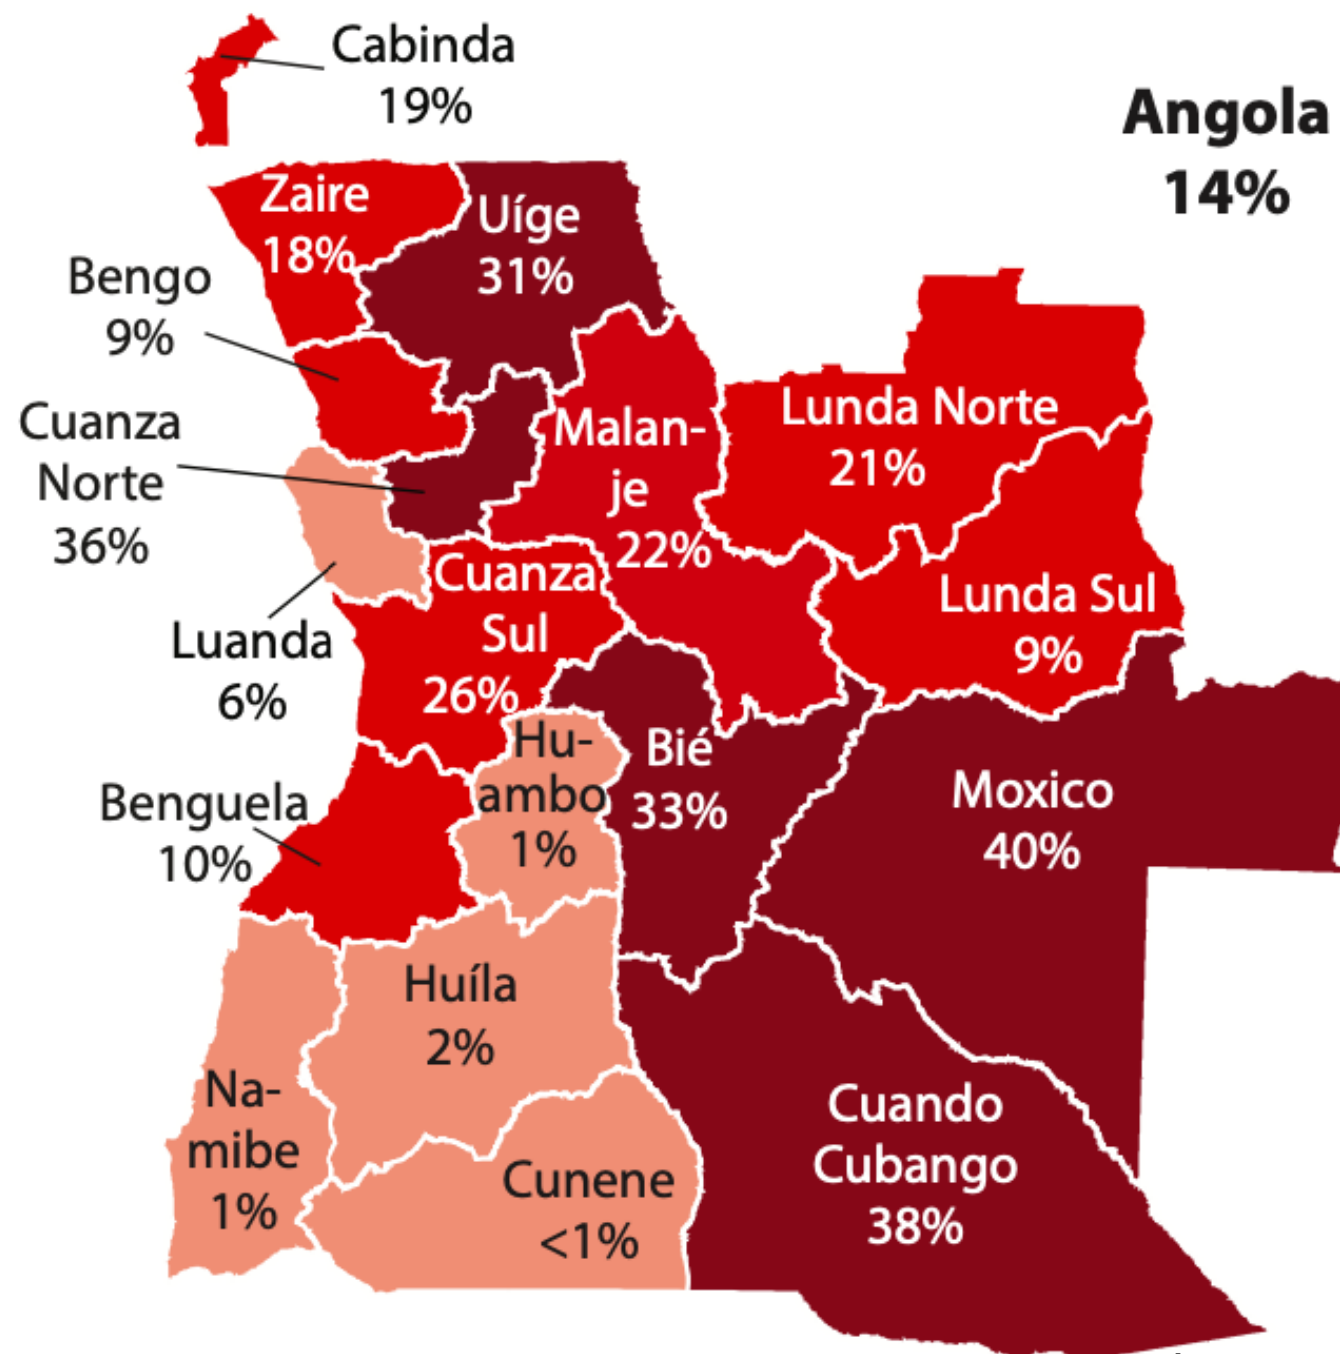 Cabinda
19%
Angola
14%
Zaire
18%
Uíge
31%
Bengo
9%
Cuanza
Norte
36%
Malan-
je
22%
Lunda Norte
21%
Lunda Sul
9%
Luanda
6%
Cuanza
Sul
26%
Hu-
ambo
1%
Bié
33%
Moxico
40%
Benguela
10%
Huíla
2%
Na-
mibe
1%
Cunene
<1%
Cuando
Cubango
38%